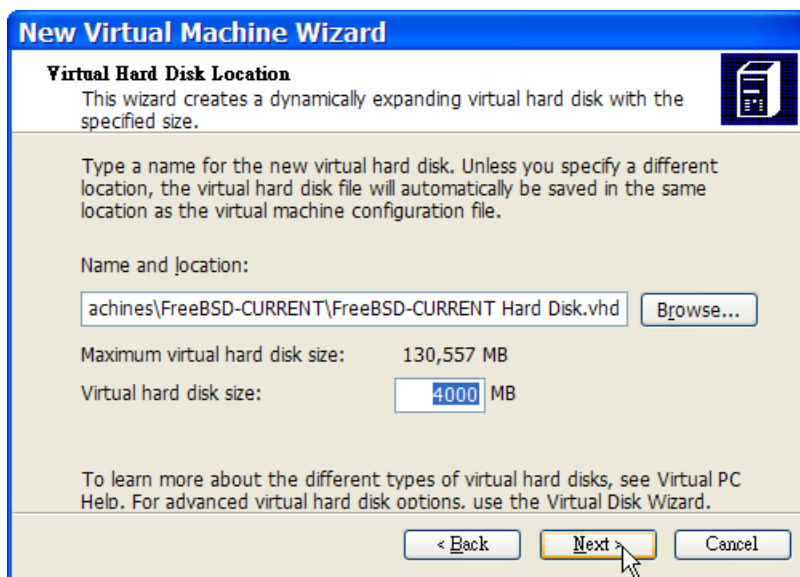 New Virtual Machine Wizard
Virtual Hard Disk Location
This wizard creates a dynamically expanding virtual hard disk with the
specified size.
Type a name for the new virtual hard disk. Unless you specify a different
location, the virtual hard disk file will automatically be saved in the same
location as the virtual machine configuration file.
Name and location:
achines\FreeBSD-CURRENT\FreeBSD-CURRENT Hard Disk.vhd Browse...
Maximum virtual hard disk size: 130,557 MB
Virtual hard disk size: 4000 MB
To learn more about the different types of virtual hard disks, see Virtual PC
Help. For advanced virtual hard disk options, use the Virtual Disk Wizard.
< Back Next > Cancel